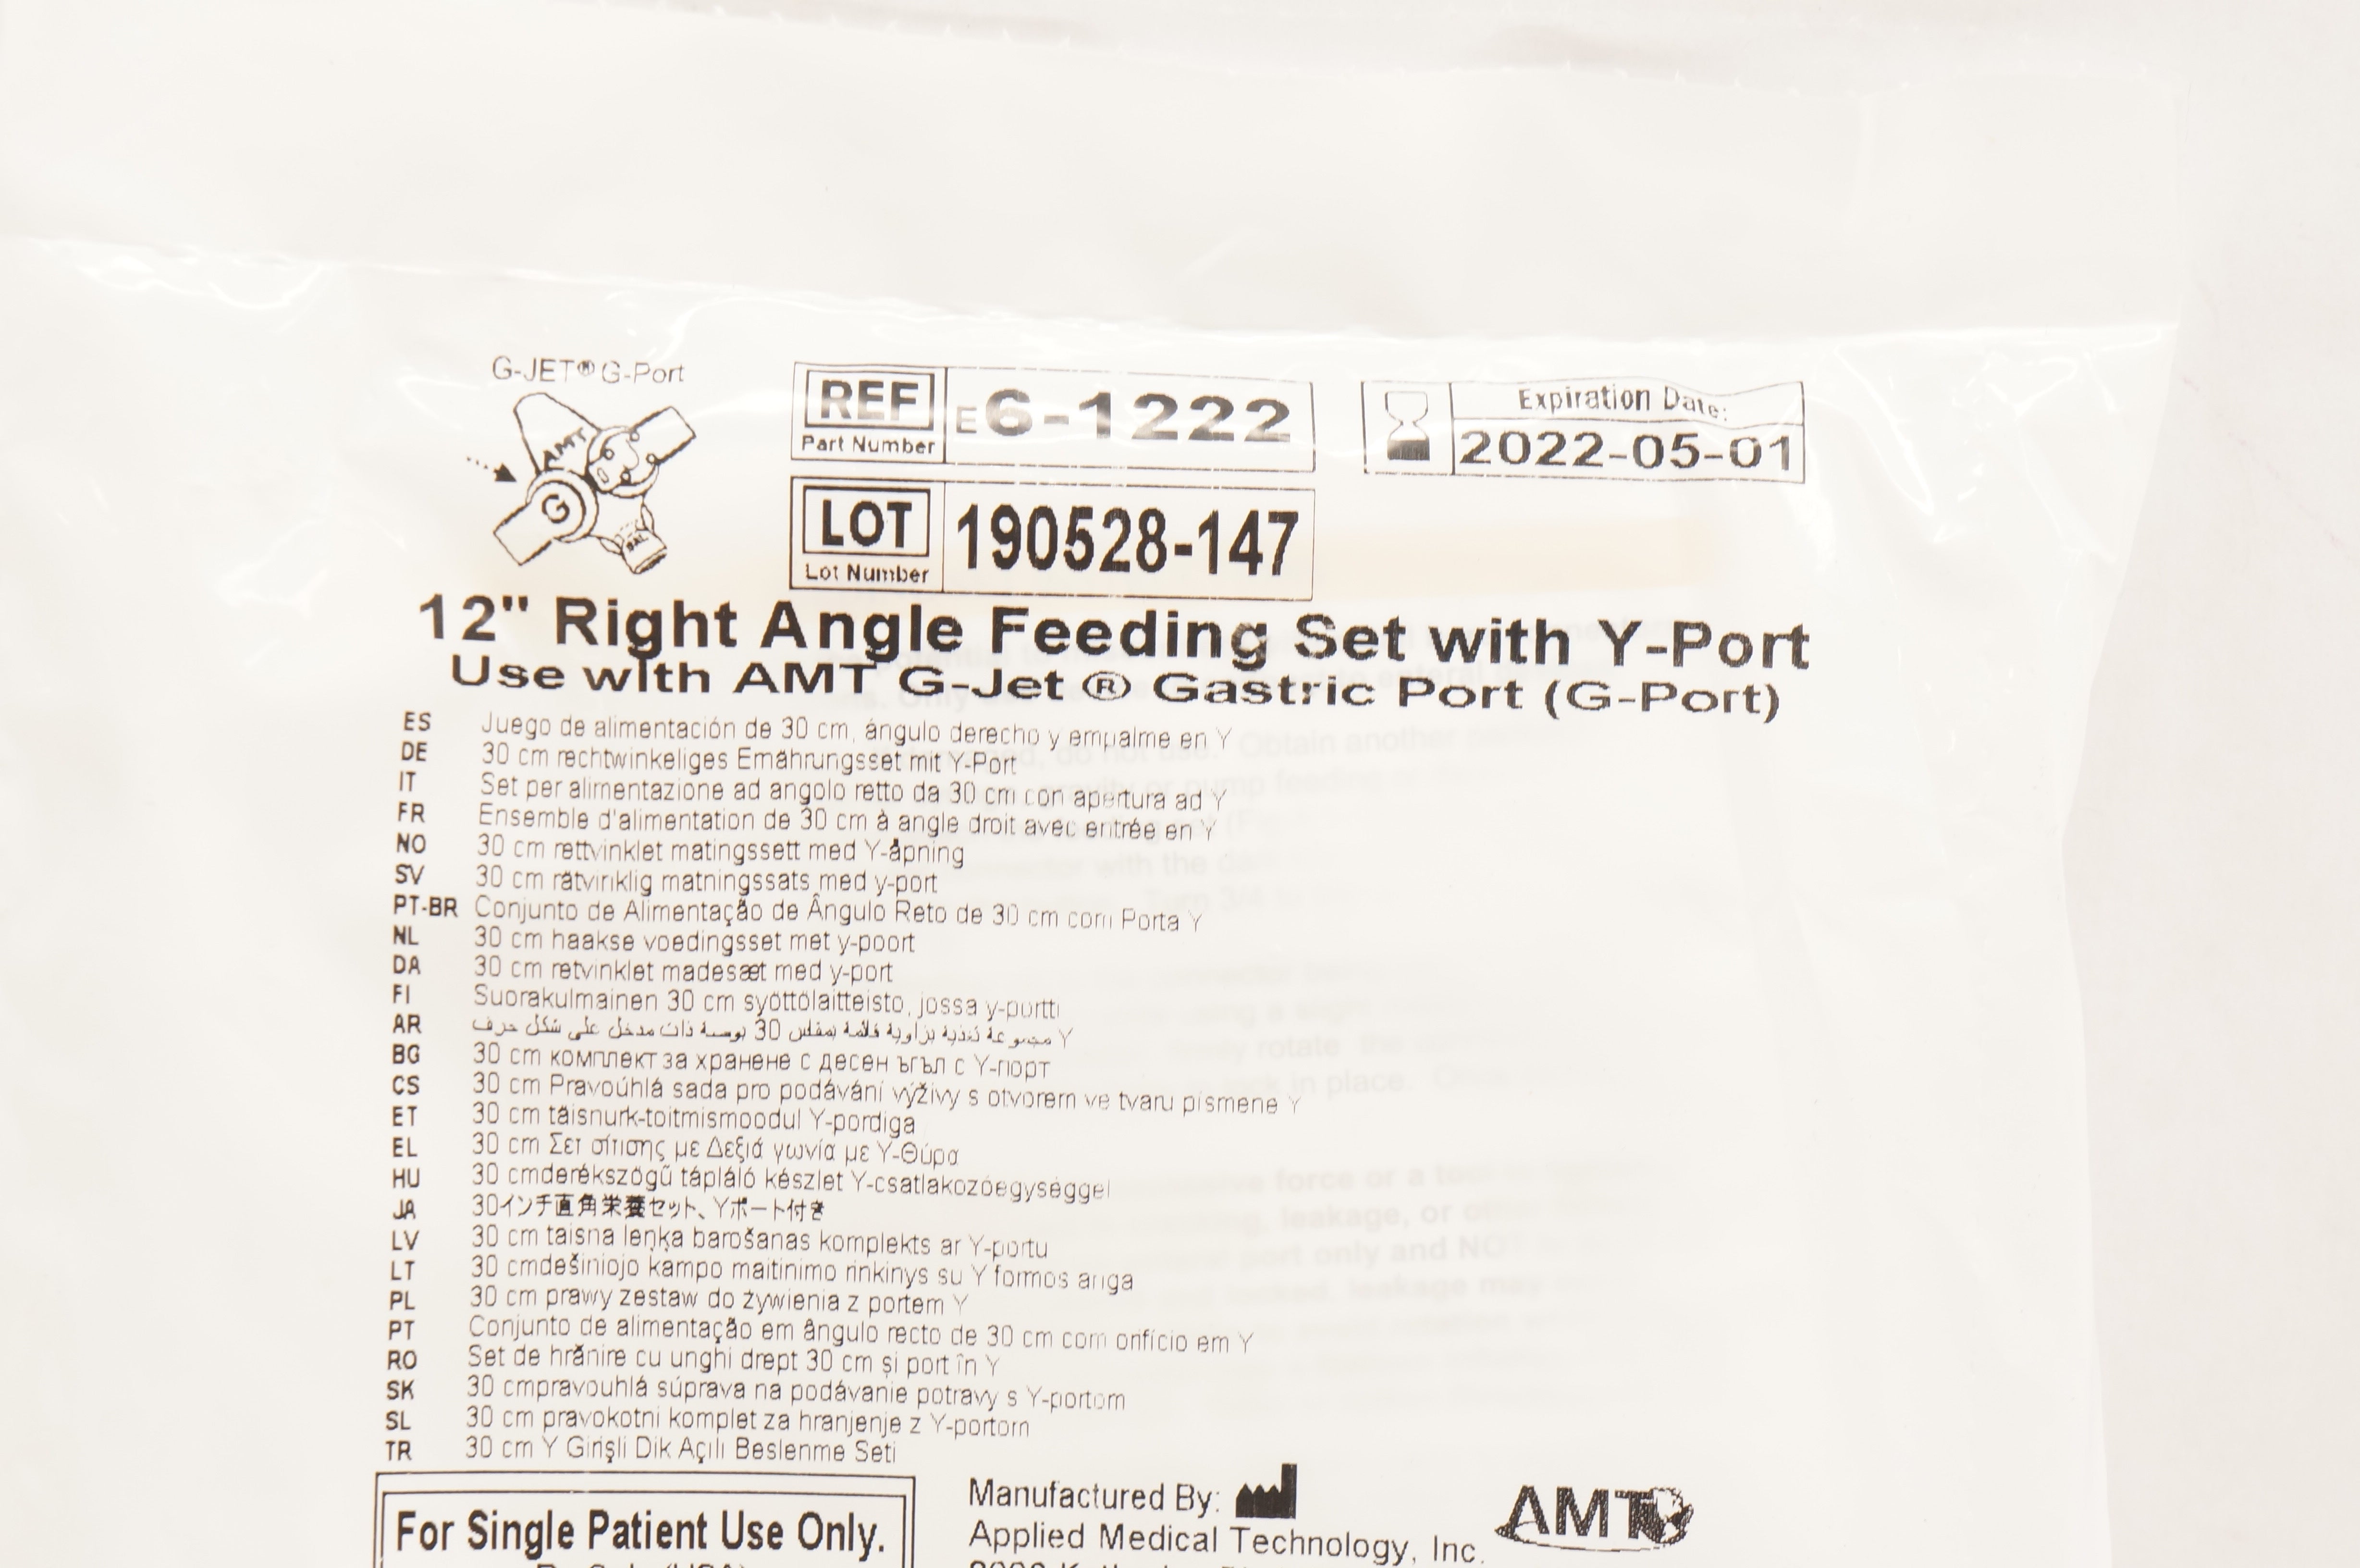 G-JET® G-Port
AMT
G
BAL
REF
Part Number
E6-1222
Expiration Date:
2022-05-01
LOT
Lot Number
190528-147
12" Right Angle Feeding Set with Y-Port
Use with AMT G-Jet ® Gastric Port (G-Port)
ES Juego de alimentación de 30 cm, ángulo derecho y empalme en Y
DE 30 cm rechtwinkeliges Ernährungsset mit Y-Port
IT Set per alimentazione ad angolo retto da 30 cm con apertura ad Y
FR Ensemble d'alimentation de 30 cm à angle droit avec entrée en Y
NO 30 cm rettvinklet matingssett med Y-åpning
SV 30 cm rätvinklig matningssats med y-port
PT-BR Conjunto de Alimentação de Ângulo Reto de 30 cm com Porta Y
NL 30 cm haakse voedingsset met y-poort
DA 30 cm retvinklet madesæt med y-port
FI Suorakulmainen 30 cm syöttölaitteisto, jossa y-portti
AR مجموعة تغذية بزاوية قائمة بمقاس 30 بوصة ذات مدخل على شكل حرف Y
BG 30 cm комплект за хранене с десен ъгъл с Y-порт
CS 30 cm Pravoúhlá sada pro podávání výživy s otvorem ve tvaru písmene Y
ET 30 cm täisnurk-toitmismoodul Y-pordiga
EL 30 cm Σετ σίτισης με Δεξιά γωνία με Y-Θύρα
HU 30 cmderékszögű tápláló készlet Y-csatlakozóegységgel
JA 30インチ直角栄養セット、Yポート付き
LV 30 cm taisna leņķa barošanas komplekts ar Y-portu
LT 30 cmdešiniojo kampo maitinimo rinkinys su Y formos anga
PL 30 cm prawy zestaw do żywienia z portem Y
PT Conjunto de alimentação em ângulo recto de 30 cm com orifício em Y
RO Set de hrănire cu unghi drept 30 cm și port în Y
SK 30 cmpravouhlá súprava na podávanie potravy s Y-portom
SL 30 cm pravokotni komplet za hranjenje z Y-portom
TR 30 cm Y Girişli Dik Açılı Beslenme Seti
For Single Patient Use Only.
Manufactured By:
Applied Medical Technology, Inc.
AMT